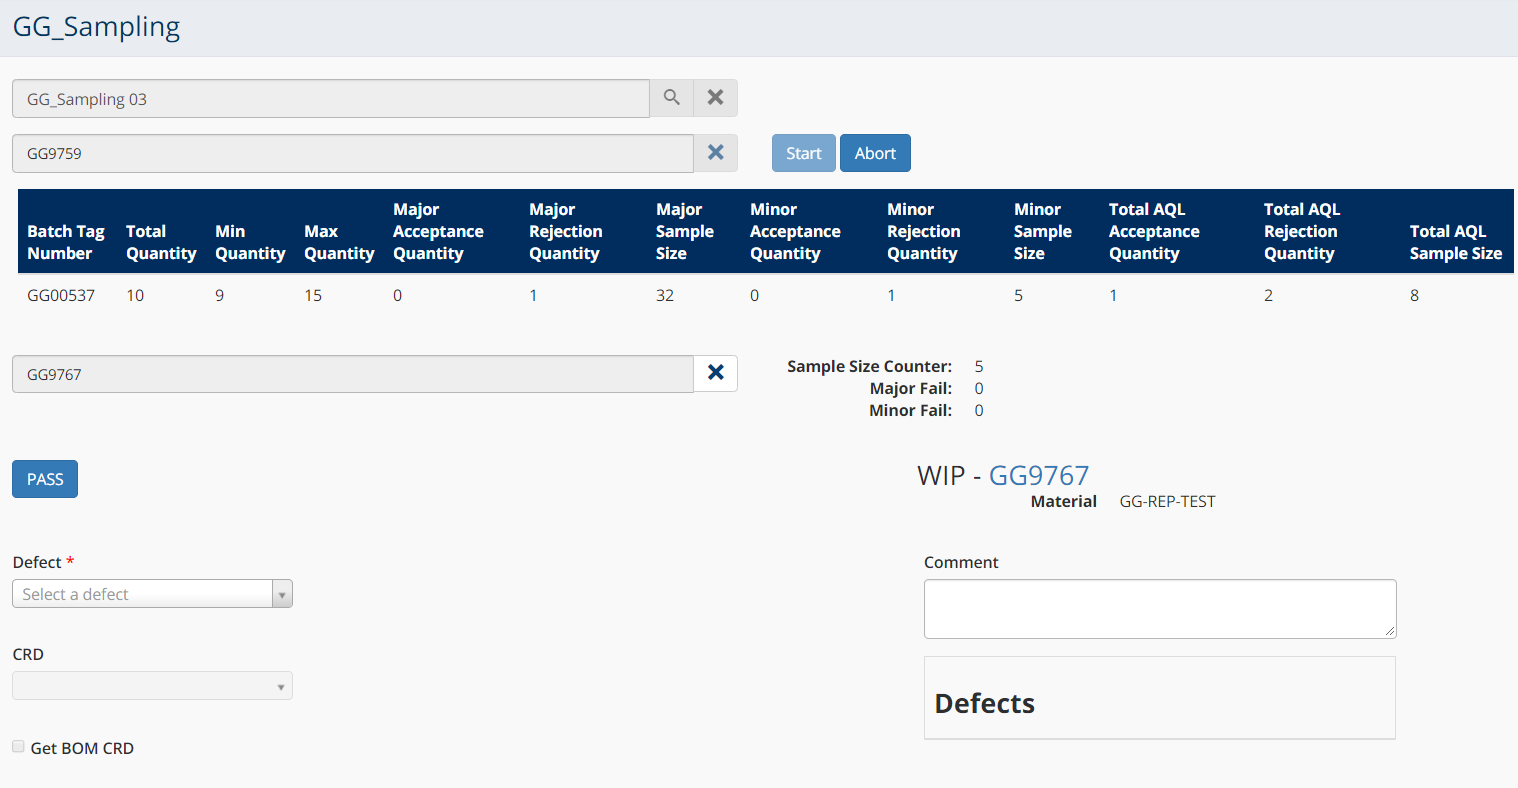 GG_Sampling
GG_Sampling 03
GG9759
Start
Abort
Batch Tag Number
Total Quantity
Min Quantity
Max Quantity
Major Acceptance Quantity
Major Rejection Quantity
Major Sample Size
Minor Acceptance Quantity
Minor Rejection Quantity
Minor Sample Size
Total AQL Acceptance Quantity
Total AQL Rejection Quantity
Total AQL Sample Size
GG00537 10 9 15 0 1 32 0 1 5 1 2 8
GG9767
Sample Size Counter: 5
Major Fail: 0
Minor Fail: 0
PASS
WIP - GG9767
Material GG-REP-TEST
Defect *
Select a defect
Comment
CRD
Defects
Get BOM CRD